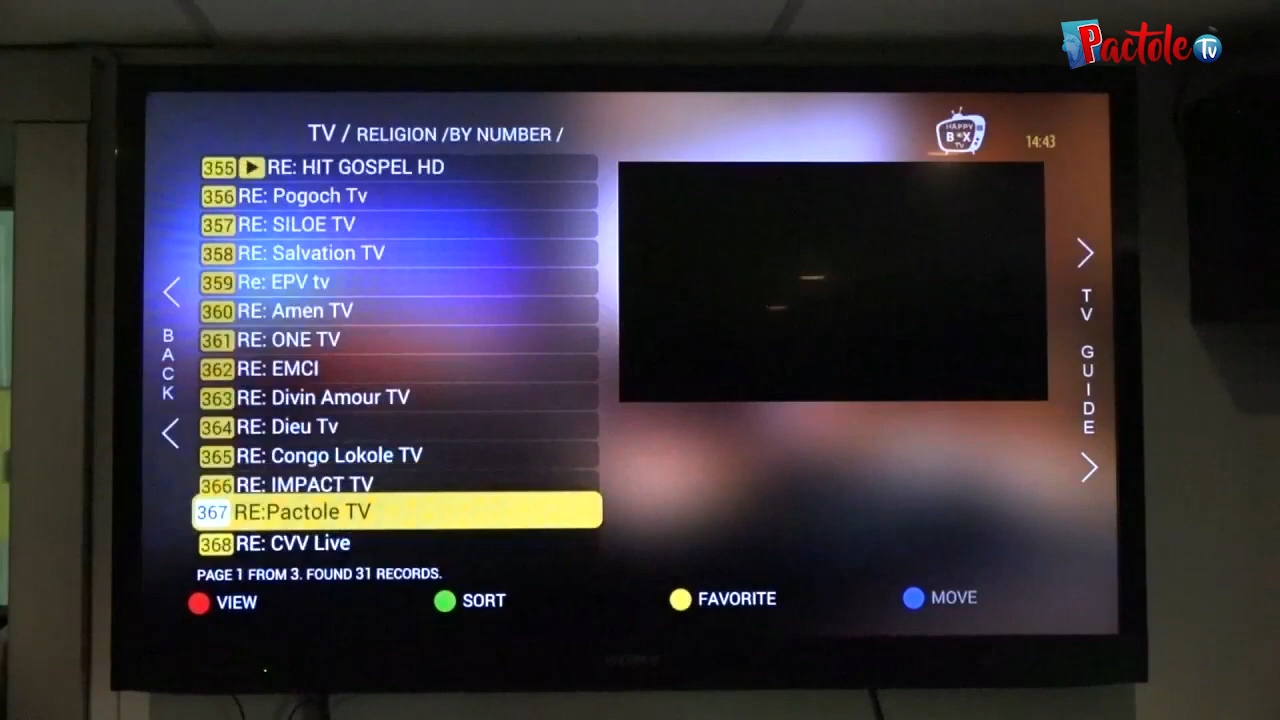 Pactole Tv
TV / RELIGION /BY NUMBER /
HAPPY
BOX
TV
14:43
355 RE: HIT GOSPEL HD
356 RE: Pogoch Tv
357 RE: SILOE TV
358 RE: Salvation TV
359 Re: EPV tv
360 RE: Amen TV
361 RE: ONE TV
362 RE: EMCI
363 RE: Divin Amour TV
364 RE: Dieu Tv
365 RE: Congo Lokole TV
366 RE: IMPACT TV
367 RE:Pactole TV
368 RE: CVV Live
BACK
TV GUIDE
PAGE 1 FROM 3. FOUND 31 RECORDS.
VIEW SORT FAVORITE MOVE
SONY